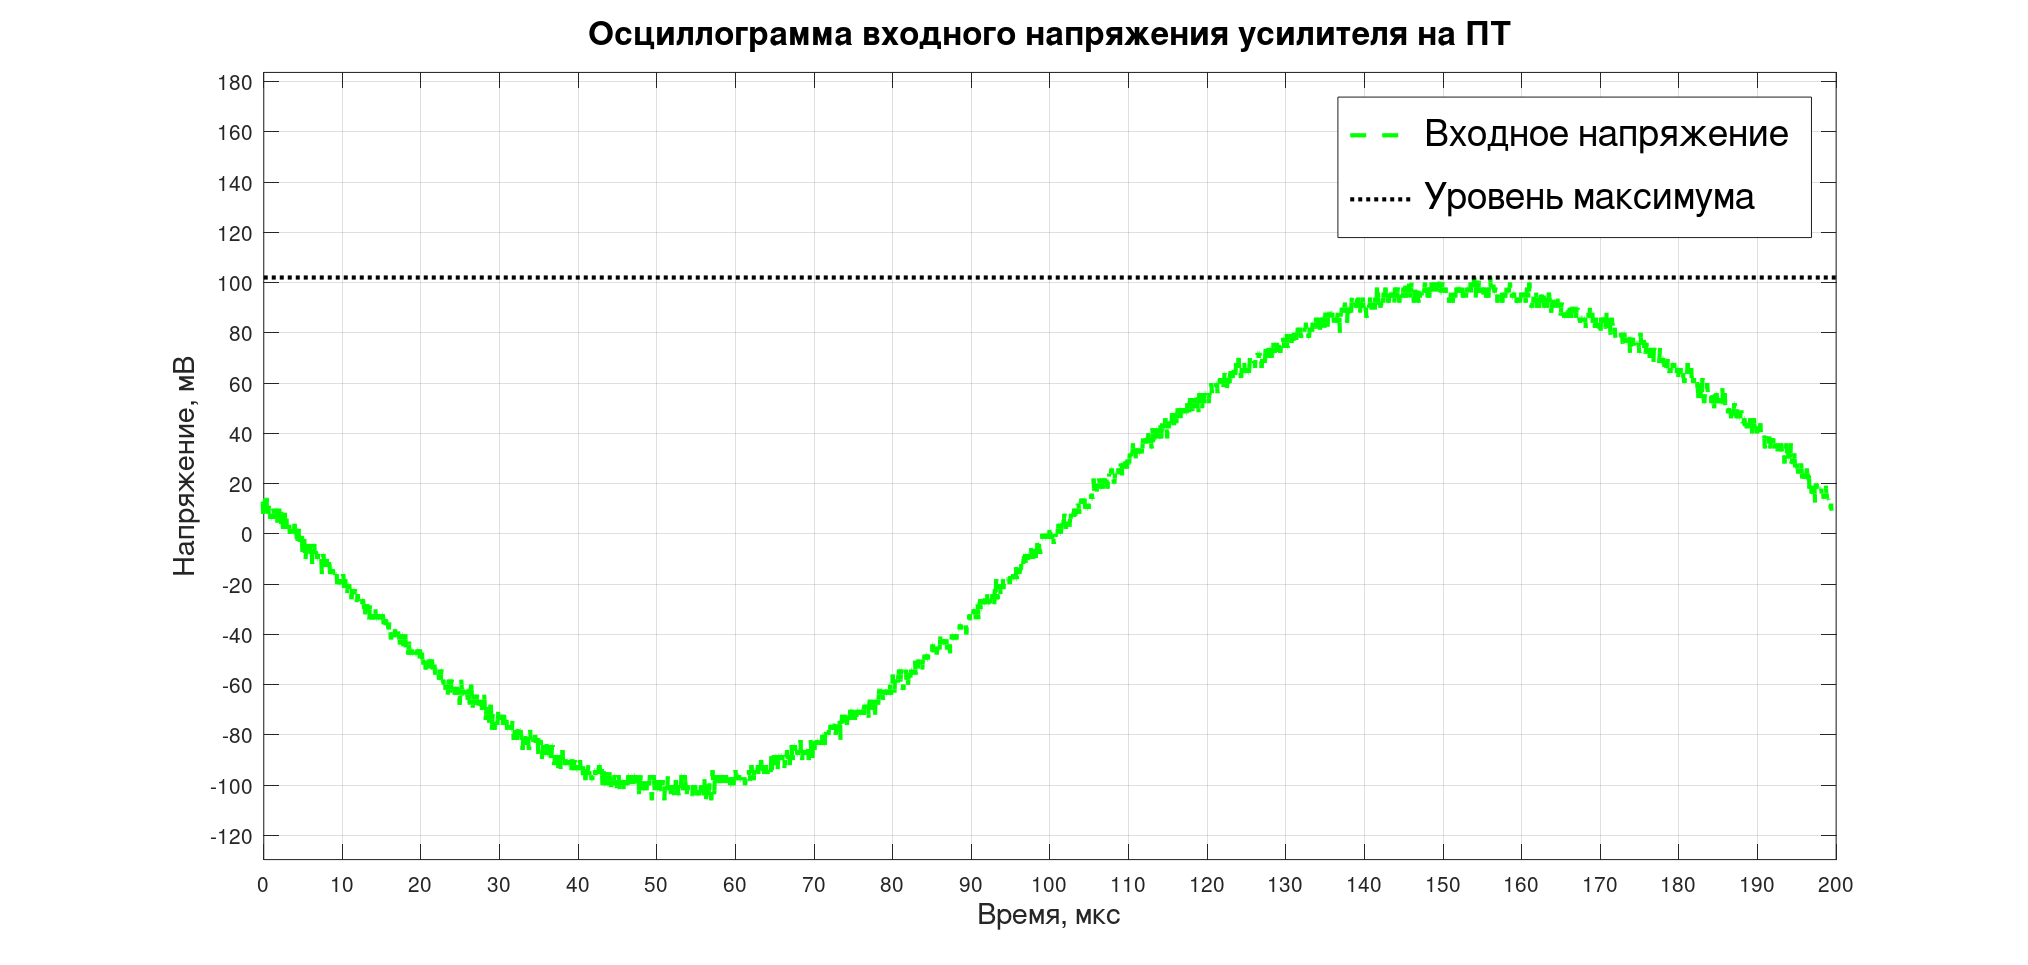 Осциллограмма входного напряжения усилителя на ПТ
180
160
140
120
100
80
60
40
20
0
-20
-40
-60
-80
-100
-120
Напряжение, мВ
Входное напряжение
Уровень максимума
0 10 20 30 40 50 60 70 80 90 100 110 120 130 140 150 160 170 180 190 200
Время, мкс